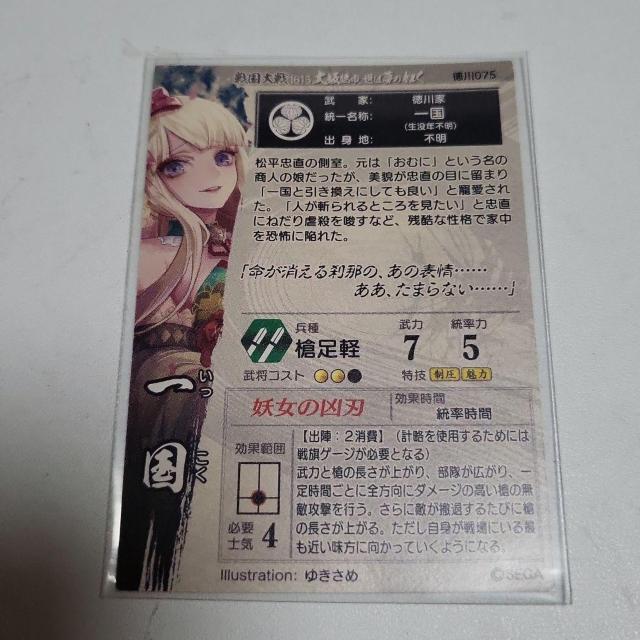 戦国大戦 1615 大坂燃ゆ、世は夢の如く
徳川075
武家: 徳川家
統一名称: 一国
(生没年不明)
出身地: 不明
松平忠直の側室。元は「おむに」という名の
商人の娘だったが、美貌が忠直の目に留まり
「一国と引き換えにしても良い」と寵愛され
た。「人が斬られるところを見たい」と忠直
にねだり虐殺を唆すなど、残酷な性格で家中
を恐怖に陥れた。
「命が消える刹那の、あの表情……
ああ、たまらない……」
兵種
槍足軽
武力
7
統率力
5
武将コスト
特技 制圧 魅力
一国
いっこく
妖女の凶刃
効果時間
統率時間
効果範囲
必要士気 4
【出陣:2消費】(計略を使用するためには
戦旗ゲージが必要となる)
武力と槍の長さが上がり、部隊が広がり、一
定時間ごとに全方向にダメージの高い槍の無
敵攻撃を行う。さらに敵が撤退するたびに槍
の長さが上がる。ただし自身が戦場にいる最
も近い味方に向かっていくようになる。
Illustration: ゆきさめ
©SEGA